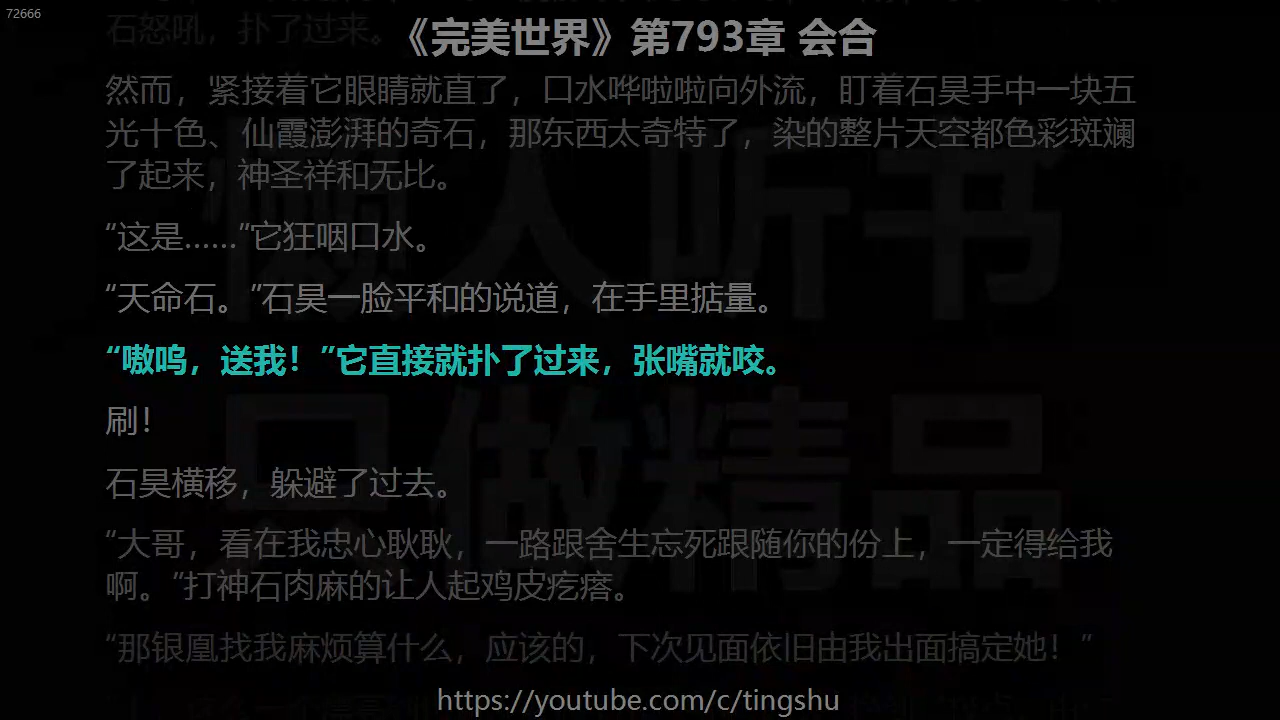 72666
石怒吼，扑了过来。
《完美世界》第793章 会合
然而，紧接着它眼睛就直了，口水哗啦啦向外流，盯着石昊手中一块五
光十色、仙霞澎湃的奇石，那东西太奇特了，染的整片天空都色彩斑斓
了起来，神圣祥和无比。
“这是……”它狂咽口水。
“天命石。”石昊一脸平和的说道，在手里掂量。
“嗷呜，送我！”它直接就扑了过来，张嘴就咬。
刷！
石昊横移，躲避了过去。
“大哥，看在我忠心耿耿，一路跟舍生忘死跟随你的份上，一定得给我
啊。”打神石肉麻的让人起鸡皮疙瘩。
“那银凰找我麻烦算什么，应该的，下次见面依旧由我出面搞定她！”
https://youtube.com/c/tingshu
懒人听书
只做精品